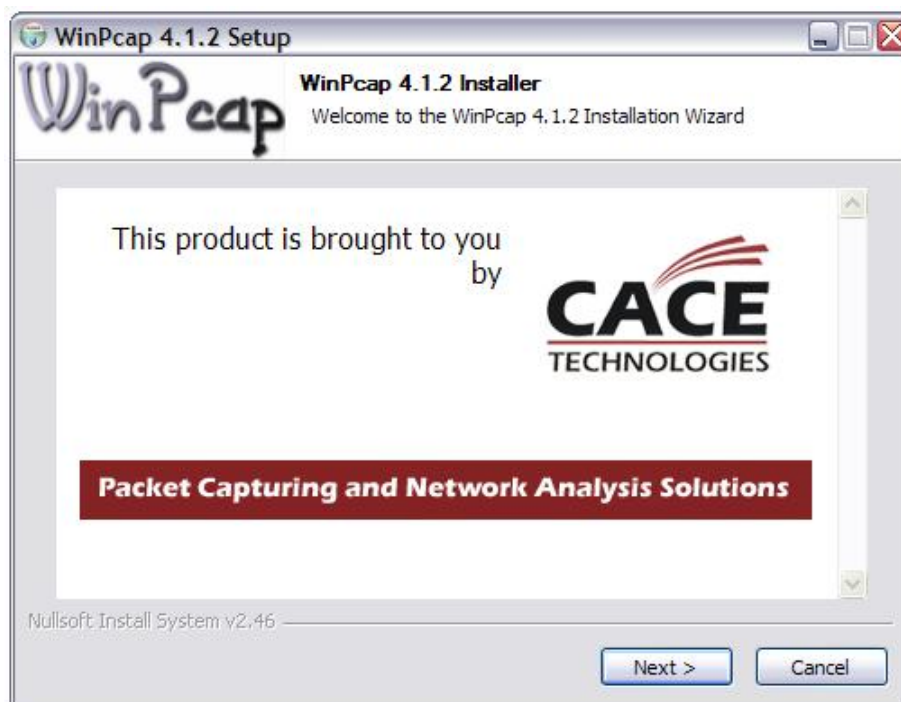 WinPcap 4.1.2 Setup
WinPcap
WinPcap 4.1.2 Installer
Welcome to the WinPcap 4.1.2 Installation Wizard
This product is brought to you
by
CACE
TECHNOLOGIES
Packet Capturing and Network Analysis Solutions
Nullsoft Install System v2.46
Next >
Cancel